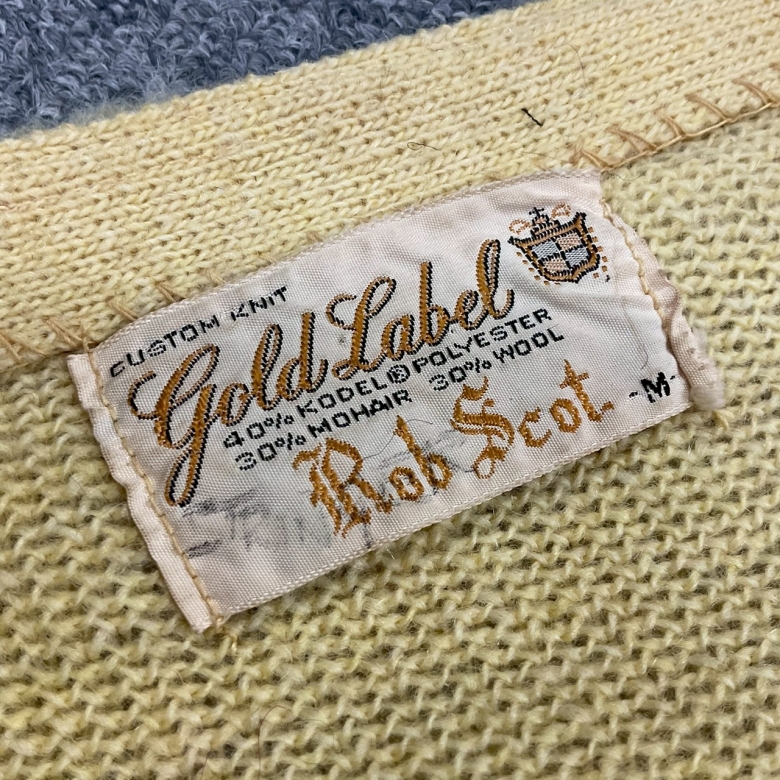 CUSTOM KNIT
Gold Label
40% KODEL® POLYESTER
30% MOHAIR 30% WOOL
Rob Scot
-M-